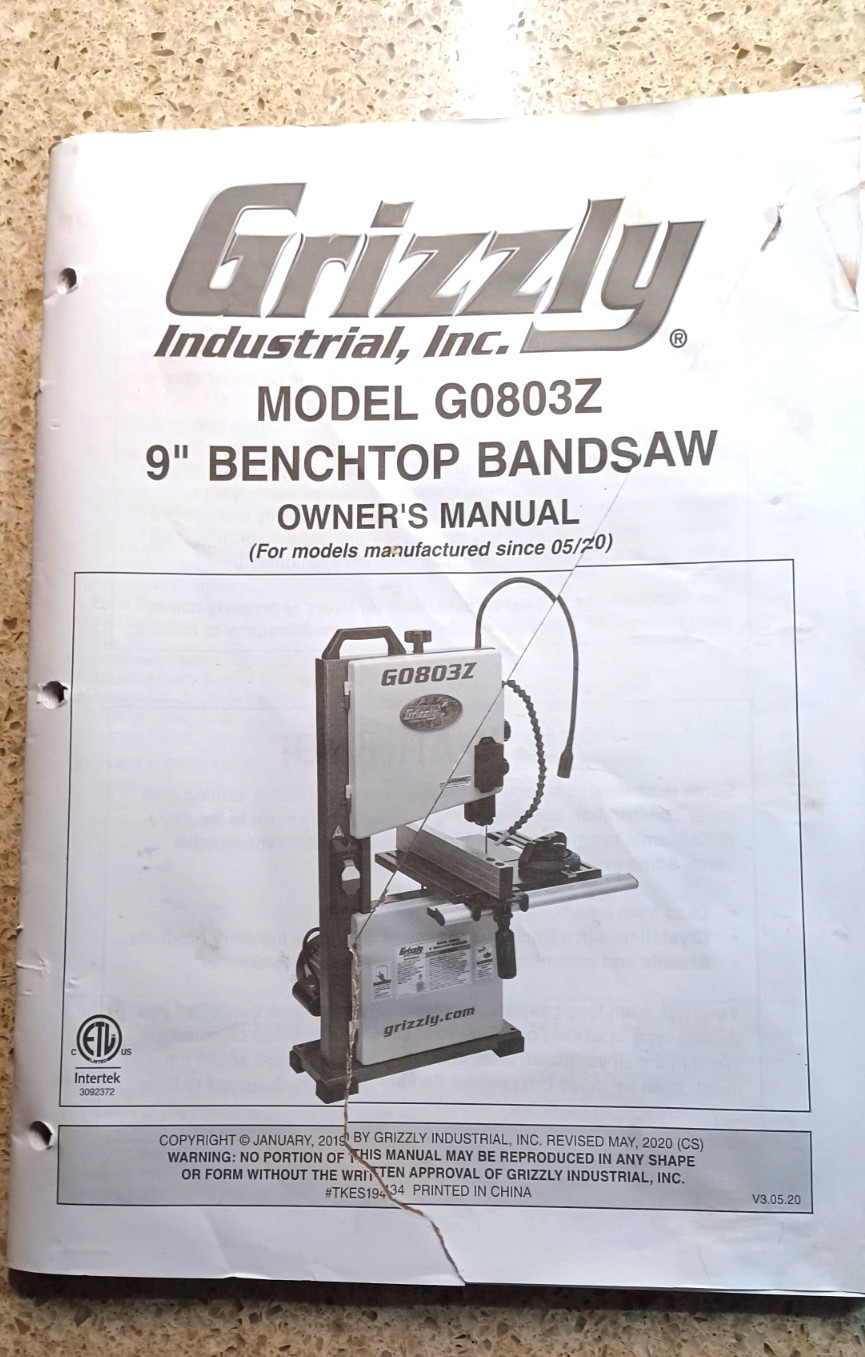 Grizzly
Industrial, Inc. ®
MODEL G0803Z
9" BENCHTOP BANDSAW
OWNER'S MANUAL
(For models manufactured since 05/20)
G0803Z
Grizzly
grizzly.com
C ETL US
Intertek
3092372
COPYRIGHT © JANUARY, 2019 BY GRIZZLY INDUSTRIAL, INC. REVISED MAY, 2020 (CS)
WARNING: NO PORTION OF THIS MANUAL MAY BE REPRODUCED IN ANY SHAPE
OR FORM WITHOUT THE WRITTEN APPROVAL OF GRIZZLY INDUSTRIAL, INC.
PRINTED IN CHINA
V3.05.20